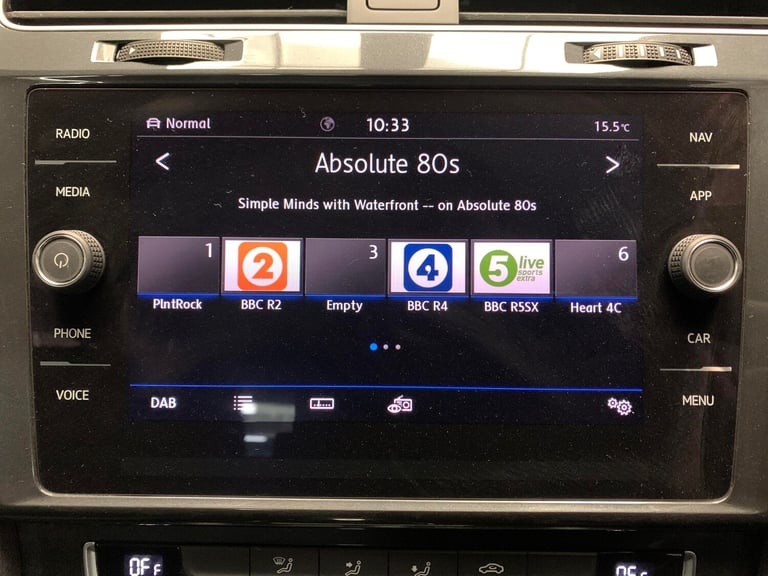 RADIO
MEDIA
PHONE
VOICE
Normal 10:33 15.5°C
< Absolute 80s >
Simple Minds with Waterfront -- on Absolute 80s
1 2 3 4 5 live sports extra 6
PlntRock BBC R2 Empty BBC R4 BBC R5SX Heart 4C
DAB
NAV
APP
CAR
MENU
OFF OFF